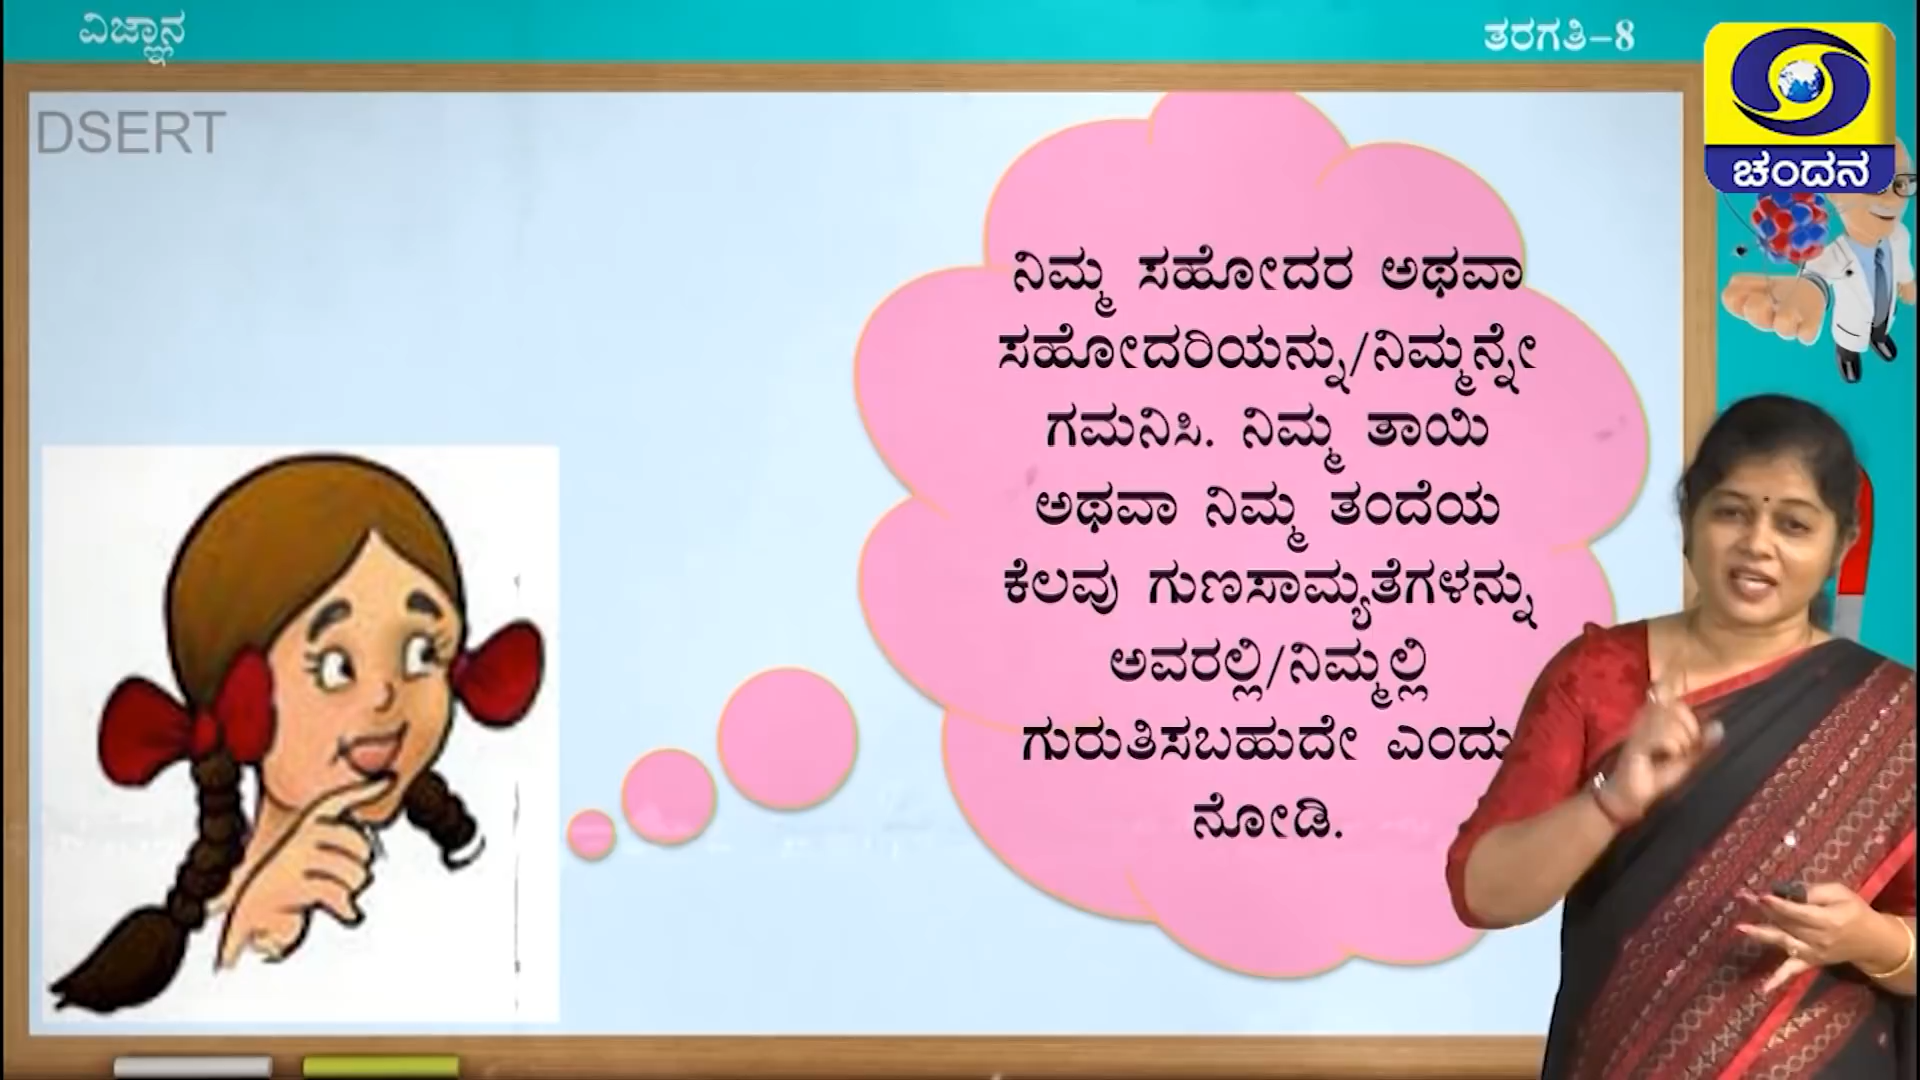 ವಿಜ್ಞಾನ
ತರಗತಿ–8
DSERT
ಚಂದನ
ನಿಮ್ಮ ಸಹೋದರ ಅಥವಾ
ಸಹೋದರಿಯನ್ನು/ನಿಮ್ಮನ್ನೇ
ಗಮನಿಸಿ. ನಿಮ್ಮ ತಾಯಿ
ಅಥವಾ ನಿಮ್ಮ ತಂದೆಯ
ಕೆಲವು ಗುಣಸಾಮ್ಯತೆಗಳನ್ನು
ಅವರಲ್ಲಿ/ನಿಮ್ಮಲ್ಲಿ
ಗುರುತಿಸಬಹುದೇ ಎಂದು
ನೋಡಿ.